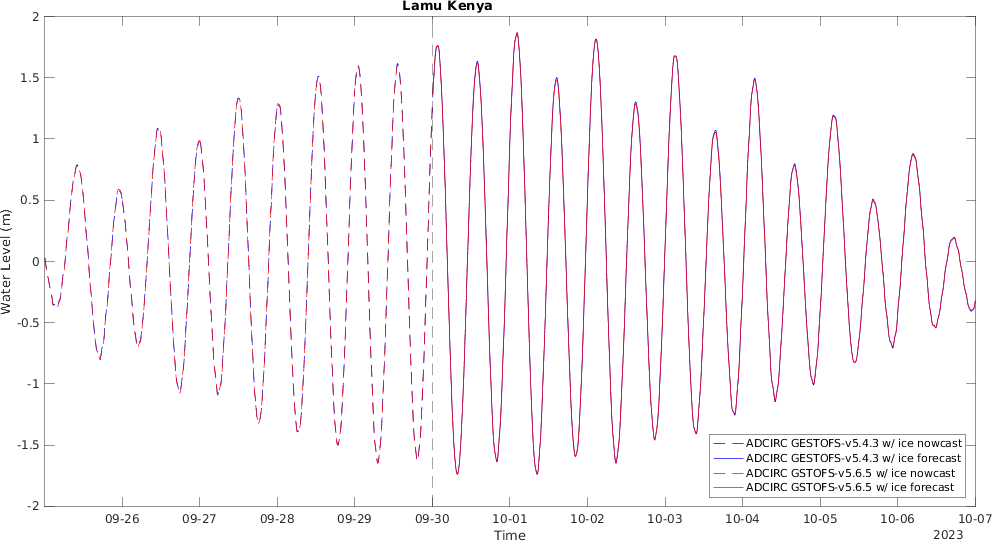 Lamu Kenya
2
1.5
1
0.5
0
-0.5
-1
-1.5
-2
Water Level (m)
ADCIRC GESTOFS-v5.4.3 w/ ice nowcast
ADCIRC GESTOFS-v5.4.3 w/ ice forecast
ADCIRC GSTOFS-v5.6.5 w/ ice nowcast
ADCIRC GSTOFS-v5.6.5 w/ ice forecast
09-26 09-27 09-28 09-29 09-30 10-01 10-02 10-03 10-04 10-05 10-06 10-07
Time
2023